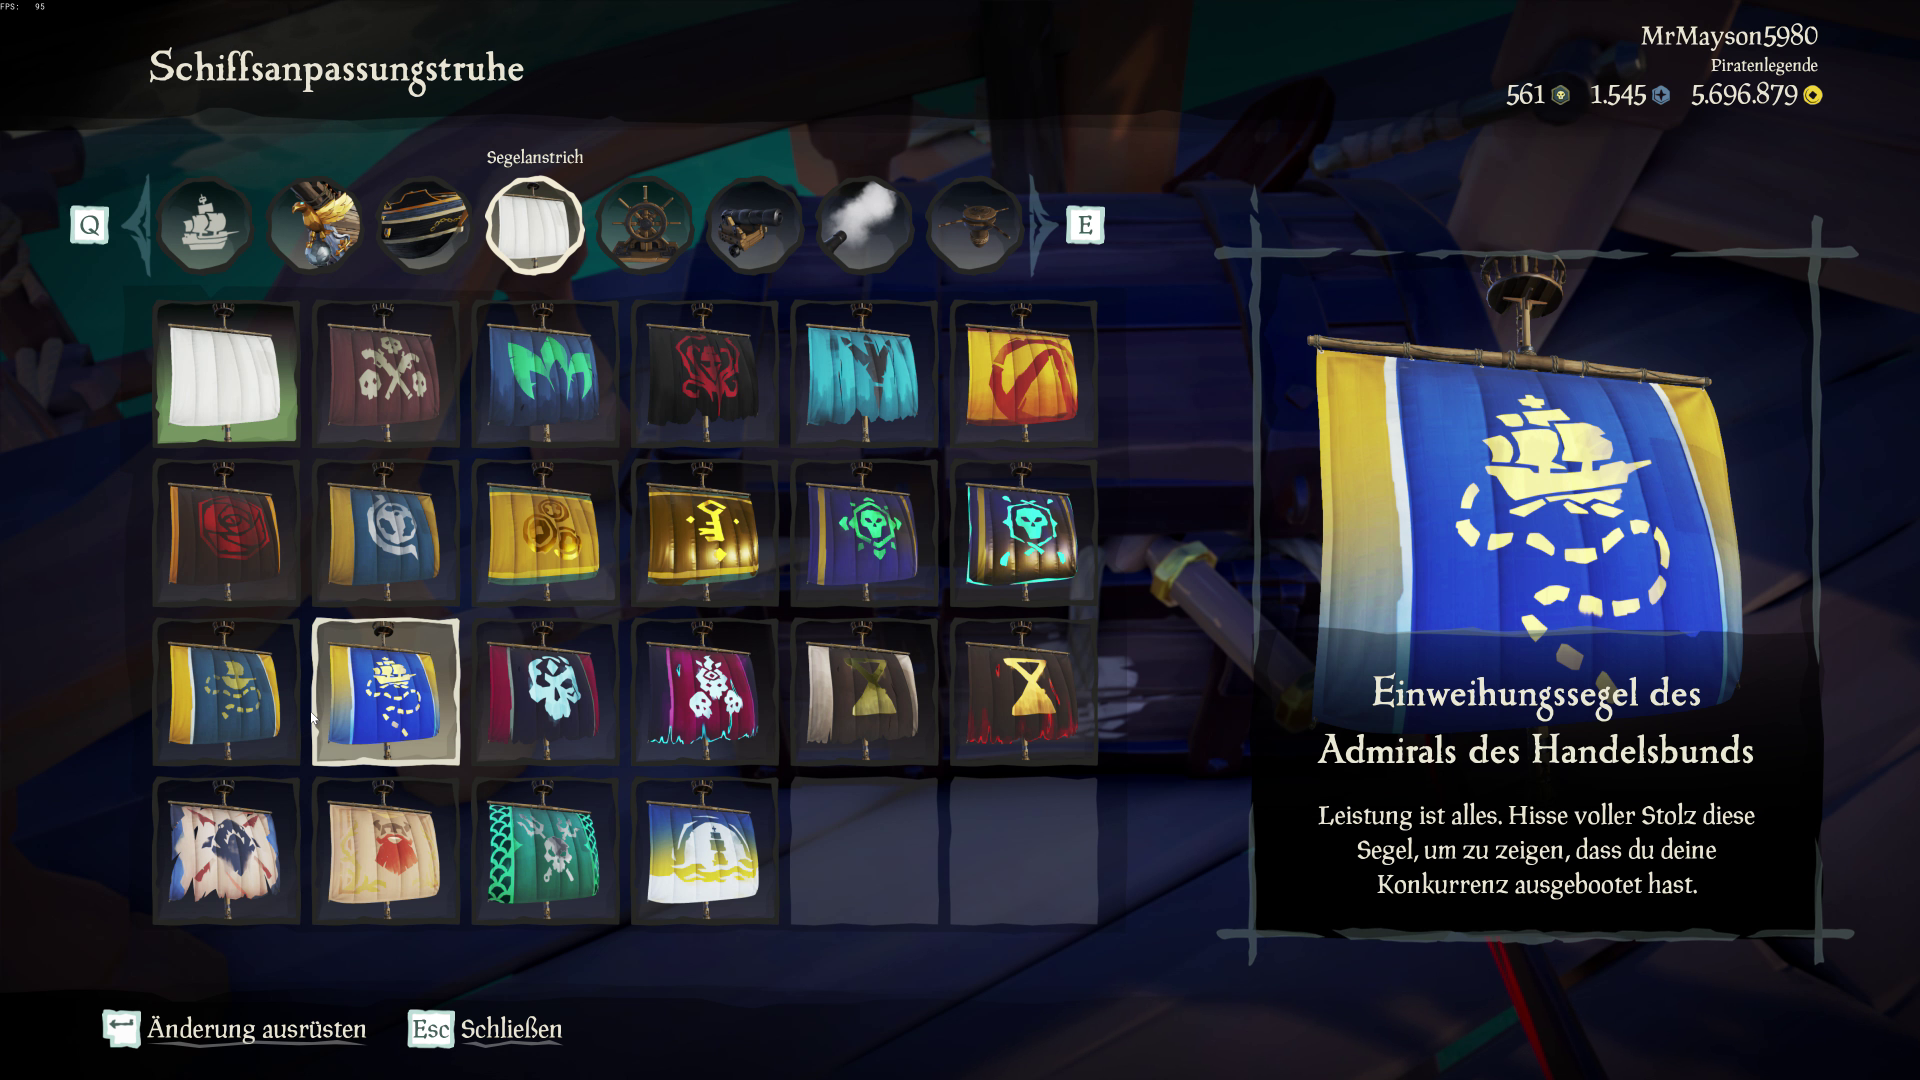 FPS: 95
Schiffsanpassungstruhe
MrMayson5980
Piratenlegende
561 1.545 5.696.879
Segelanstrich
Q
E
Einweihungssegel des
Admirals des Handelsbunds
Leistung ist alles. Hisse voller Stolz diese
Segel, um zu zeigen, dass du deine
Konkurrenz ausgebootet hast.
Änderung ausrüsten
Esc Schließen